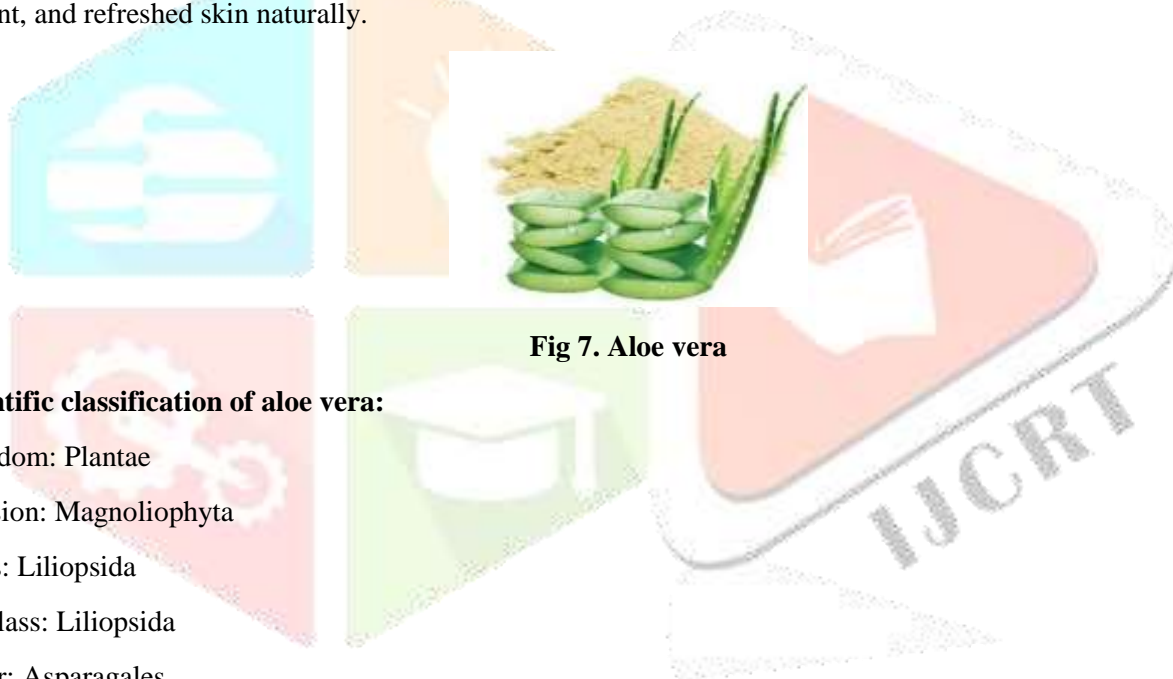 nt, and refreshed skin naturally.
Fig 7. Aloe vera
ntific classification of aloe vera:
dom: Plantae
sion: Magnoliophyta
: Liliopsida
lass: Liliopsida
r: Asparagales
IJCRT